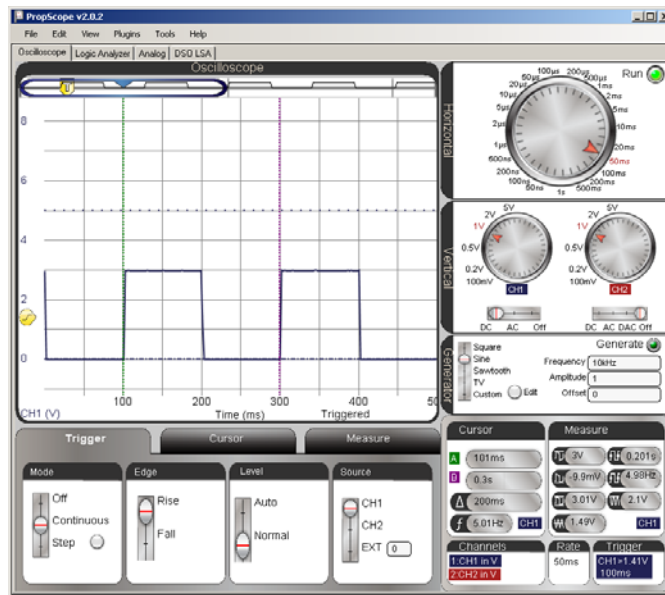 PropScope v2.0.2
File Edit View Plugins Tools Help
Oscilloscope Logic Analyzer Analog DSO LSA
Oscilloscope
8
6
4
2
0
CH1 (V)
100 200 300 400 50
Time (ms) Triggered
Horizontal
Run
100µs 200µs
50µs 500µs
20µs 1ms
10µs 2ms
5µs 5ms
2µs 10ms
1µs 20ms
500ns 50ms
200ns 100ms
100ns 200ms
50ns 1s 500ms
Vertical
5V
2V
1V
0.5V
0.2V
100mV
CH1
DC AC Off
5V
2V
1V
0.5V
0.2V
100mV
CH2
DC AC DAC Off
Generator
Square
Sine
Sawtooth
TV
Custom Edit
Generate
Frequency 10kHz
Amplitude 1
Offset 0
Trigger Cursor Measure
Mode
Off
Continuous
Step
Edge
Rise
Fall
Level
Auto
Normal
Source
CH1
CH2
EXT 0
Cursor
A 101ms
B 0.3s
Δ 200ms
f 5.01Hz CH1
Measure
3V 0.201s
-9.9mV 4.98Hz
3.01V 2.1V
1.49V CH1
Channels
1:CH1 in V
2:CH2 in V
Rate
50ms
Trigger
CH1>1.41V
100ms